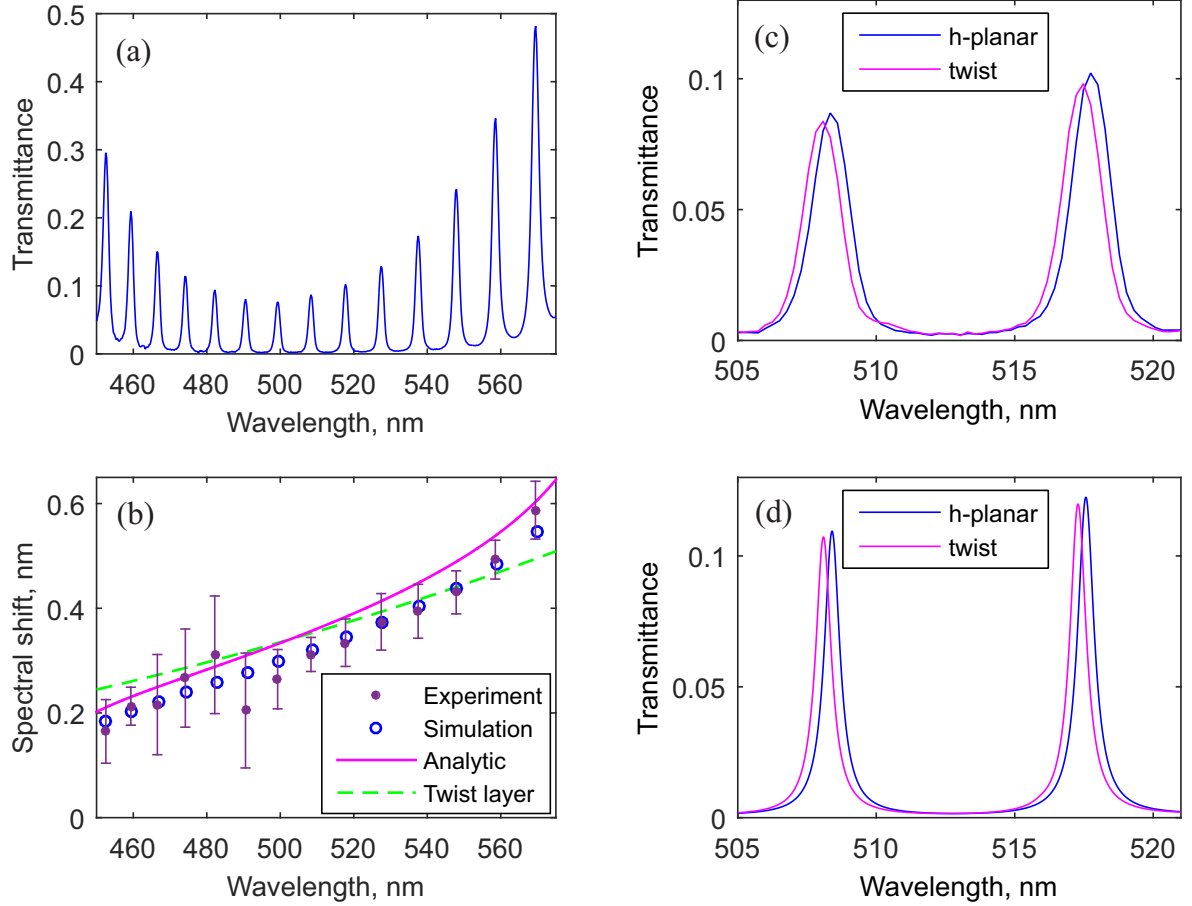 (a)
Transmittance
0.5
0.4
0.3
0.2
0.1
0
460 480 500 520 540 560
Wavelength, nm
(c)
h-planar
twist
Transmittance
0.1
0.05
0
505 510 515 520
Wavelength, nm
(b)
Spectral shift, nm
0.6
0.4
0.2
0
Experiment
Simulation
Analytic
Twist layer
460 480 500 520 540 560
Wavelength, nm
(d)
h-planar
twist
Transmittance
0.1
0.05
0
505 510 515 520
Wavelength, nm